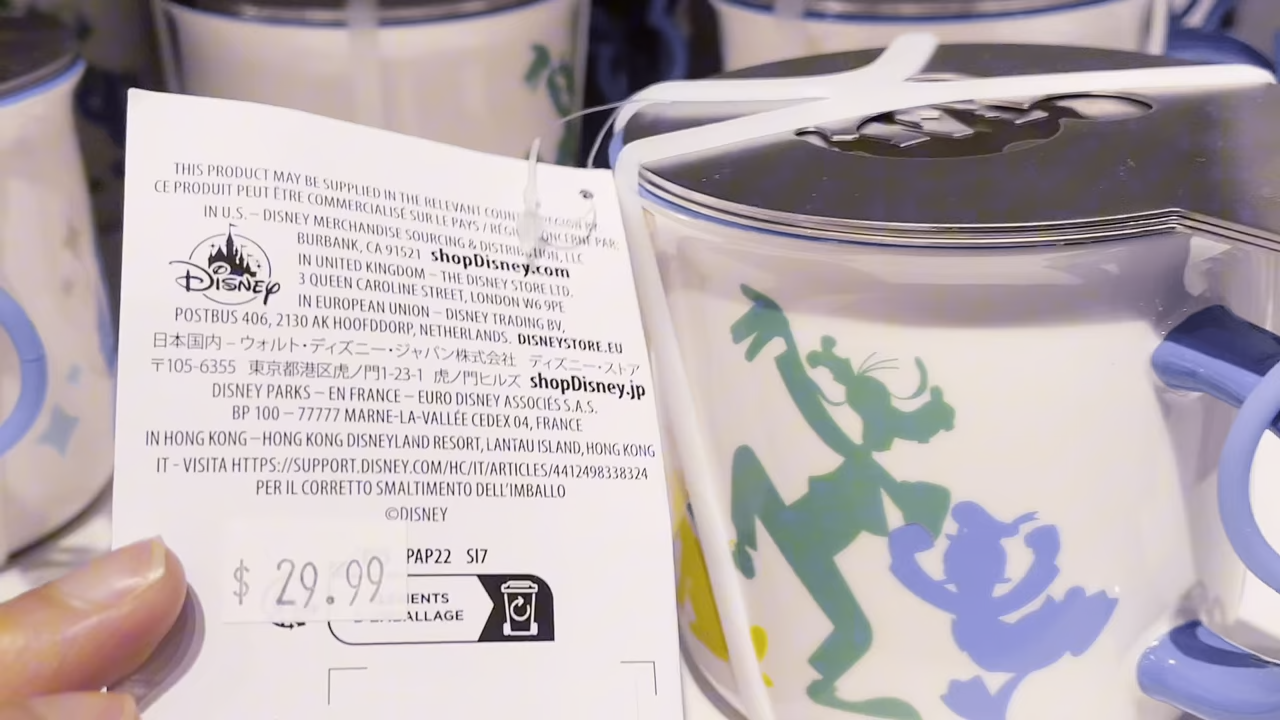 THIS PRODUCT MAY BE SUPPLIED IN THE RELEVANT REGION BY
CE PRODUIT PEUT ÊTRE COMMERCIALISÉ SUR LE PAYS / CONCERNÉ PAR:
IN U.S. – DISNEY MERCHANDISE SOURCING & DISTRIBUTION, LLC
BURBANK, CA 91521 shopDisney.com
IN UNITED KINGDOM – THE DISNEY STORE LTD.
3 QUEEN CAROLINE STREET, LONDON W6 9PE
IN EUROPEAN UNION – DISNEY TRADING BV,
DISNEY
POSTBUS 406, 2130 AK HOOFDDORP, NETHERLANDS. DISNEYSTORE.EU
日本国内 – ウォルト・ディズニー・ジャパン株式会社 ディズニー・ストア
〒105-6355 東京都港区虎ノ門1-23-1 虎ノ門ヒルズ shopDisney.jp
DISNEY PARKS – EN FRANCE – EURO DISNEY ASSOCIÉS S.A.S.
BP 100 – 77777 MARNE-LA-VALLÉE CEDEX 04, FRANCE
IN HONG KONG – HONG KONG DISNEYLAND RESORT, LANTAU ISLAND, HONG KONG
IT - VISITA HTTPS://SUPPORT.DISNEY.COM/HC/IT/ARTICLES/4412498338324
PER IL CORRETTO SMALTIMENTO DELL'IMBALLO
©DISNEY
PAP22 SI7
$ 29.99